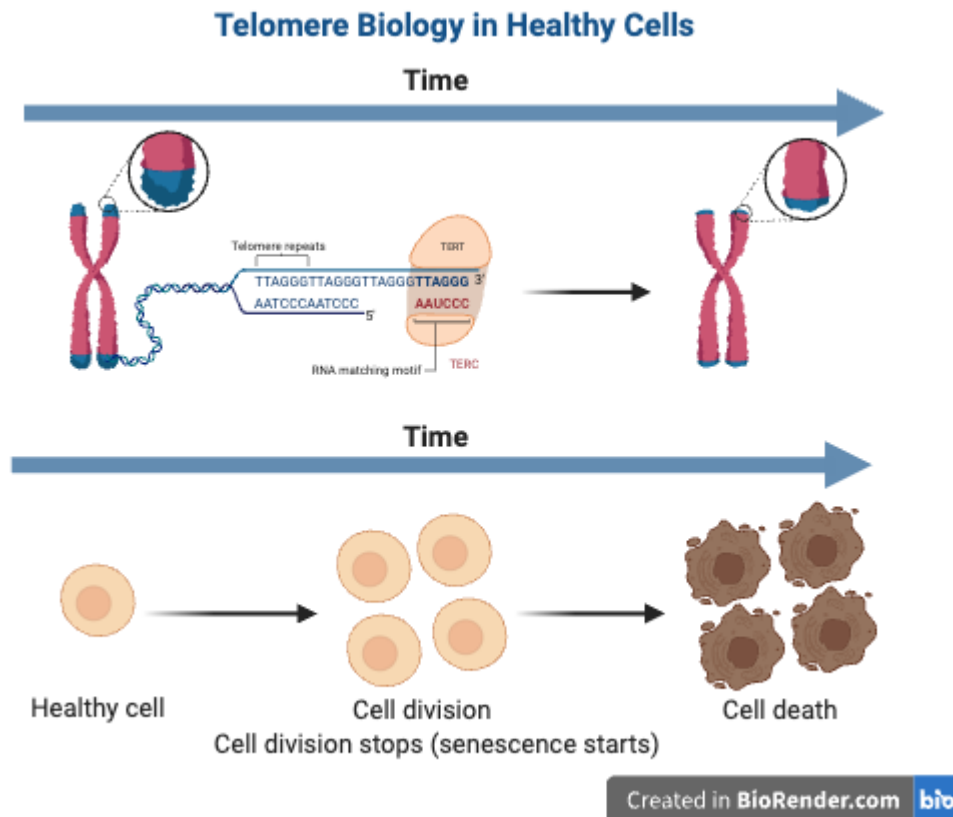 Telomere Biology in Healthy Cells
Time
Telomere repeats
TERT
TTAGGGTTAGGGTTAGGGTTAGGG 3'
AATCCCAATCCC
AAUCCC
5'
RNA matching motif
TERC
Time
Healthy cell
Cell division
Cell death
Cell division stops (senescence starts)
Created in BioRender.com
bio